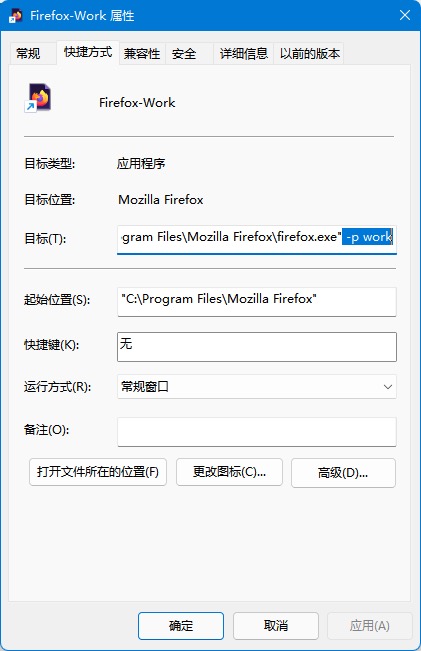 Firefox-Work 属性
常规 快捷方式 兼容性 安全 详细信息 以前的版本
Firefox-Work
目标类型: 应用程序
目标位置: Mozilla Firefox
目标(T): gram Files\Mozilla Firefox\firefox.exe" -p work
起始位置(S): "C:\Program Files\Mozilla Firefox"
快捷键(K): 无
运行方式(R): 常规窗口
备注(O):
打开文件所在的位置(F) 更改图标(C)... 高级(D)...
确定 取消 应用(A)